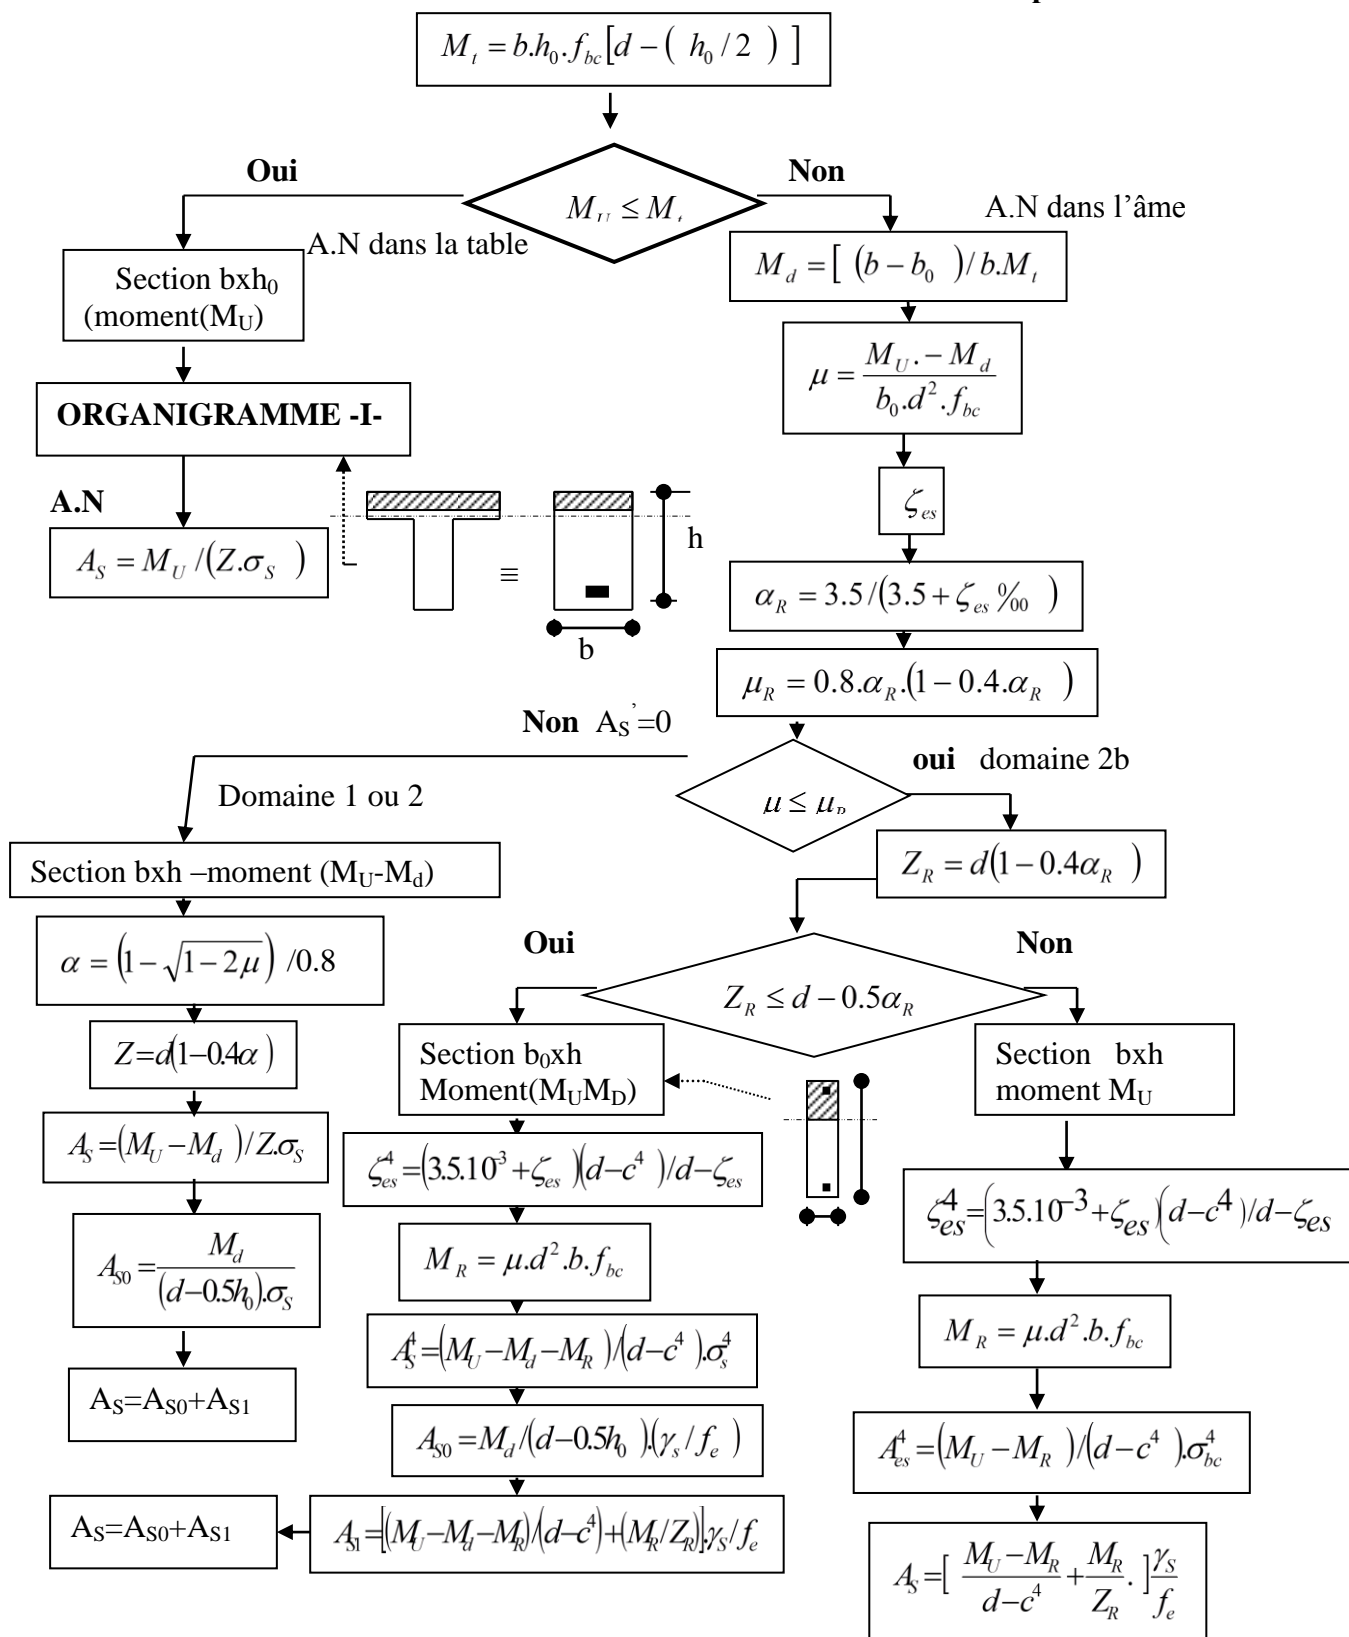 M_t = b.h_0.f_bc[d − ( h_0/2 ) ]
Oui
Non
M_U ≤ M_t
A.N dans l'âme
A.N dans la table
M_d = [ (b − b_0 )/ b.M_t
Section bxh_0
(moment(M_U)
μ = (M_U . − M_d)/(b_0.d^2.f_bc)
ORGANIGRAMME -I-
ζ_es
A.N
A_S = M_U /(Z.σ_S )
≡
h
b
α_R = 3.5/(3.5 + ζ_es ‰ )
μ_R = 0.8.α_R.(1 − 0.4.α_R )
Non A_S'=0
oui domaine 2b
Domaine 1 ou 2
μ ≤ μ_R
Z_R = d(1 − 0.4α_R )
Section bxh –moment (M_U-M_d)
α = (1 − √(1 − 2μ)) /0.8
Oui
Non
Z_R ≤ d − 0.5α_R
Z=d(1−0.4α )
Section b_0xh
Moment(M_UM_D)
Section bxh
moment M_U
A_S=(M_U−M_d )/Z.σ_S
ζ_es^4=(3.5.10^-3+ζ_es )(d−c^4 )/d−ζ_es
ζ_es^4=(3.5.10^−3+ζ_es)(d−c^4)/d−ζ_es
A_S0= M_d/((d−0.5h_0).σ_S)
M_R = μ.d^2.b.f_bc
M_R = μ.d^2.b.f_bc
A_S^4=(M_U−M_d−M_R )/(d−c^4 ).σ_s^4
A_S=A_S0+A_S1
A_S0=M_d/(d−0.5h_0 ).(γ_s/f_e )
A_es^4=(M_U−M_R )/(d−c^4 ).σ_bc^4
A_S=A_S0+A_S1
A_S1=[(M_U−M_d−M_R)/(d−c^4)+(M_R/Z_R)].γ_S/f_e
A_S=[ (M_U−M_R)/(d−c^4) + M_R/Z_R . ] γ_S/f_e